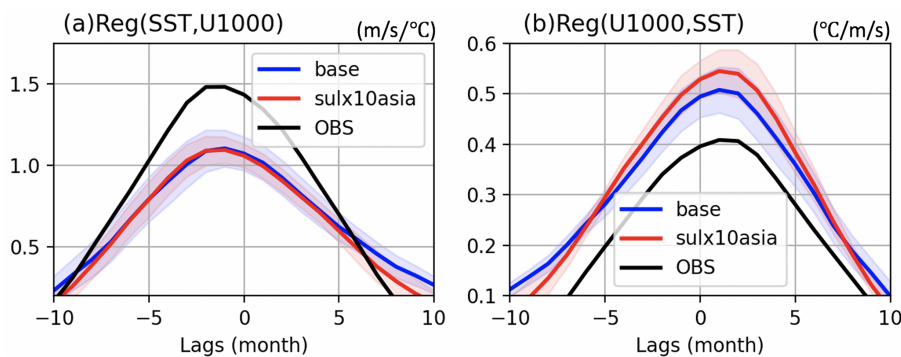 (a)Reg(SST,U1000) (m/s/°C)
1.5
1.0
0.5
base
sulx10asia
OBS
−10 −5 0 5 10
Lags (month)
(b)Reg(U1000,SST) (°C/m/s)
0.6
0.5
0.4
0.3
0.2
0.1
base
sulx10asia
OBS
−10 −5 0 5 10
Lags (month)